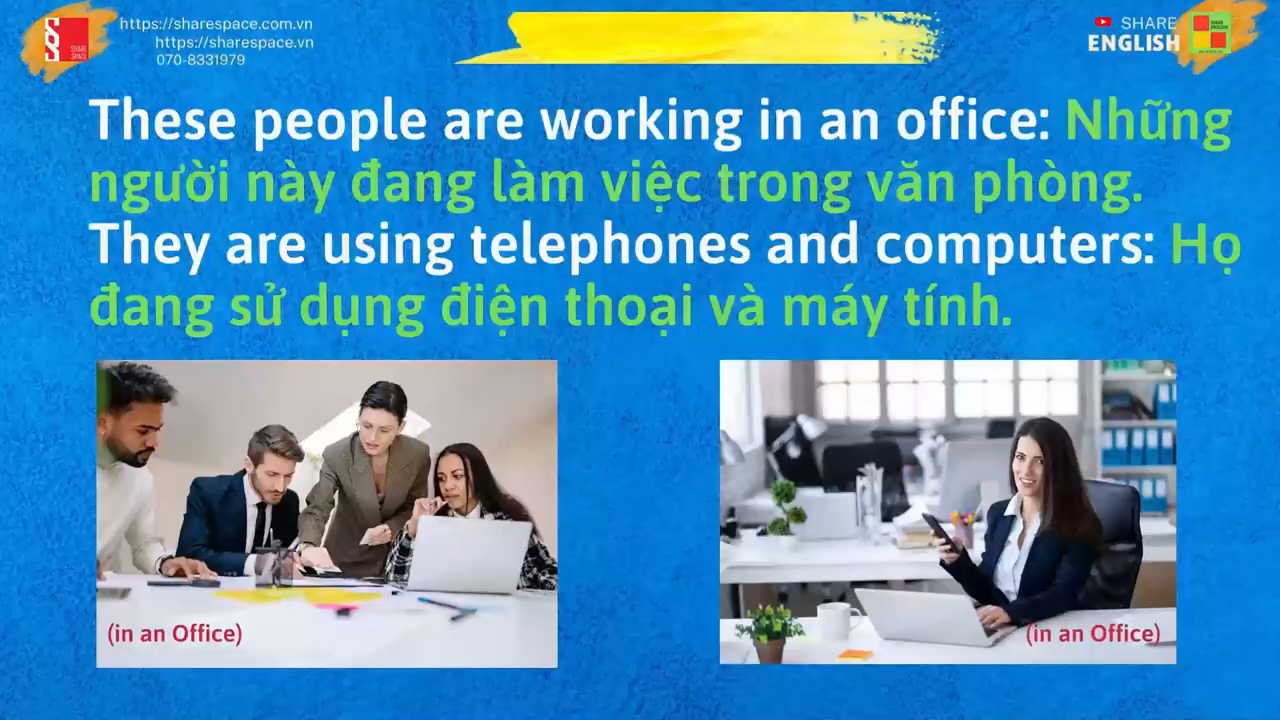 https://sharespace.com.vn
https://sharespace.vn
070-8331979
SHARE
SPACE
SHARE
ENGLISH
These people are working in an office: Những
người này đang làm việc trong văn phòng.
They are using telephones and computers: Họ
đang sử dụng điện thoại và máy tính.
(in an Office)
(in an Office)